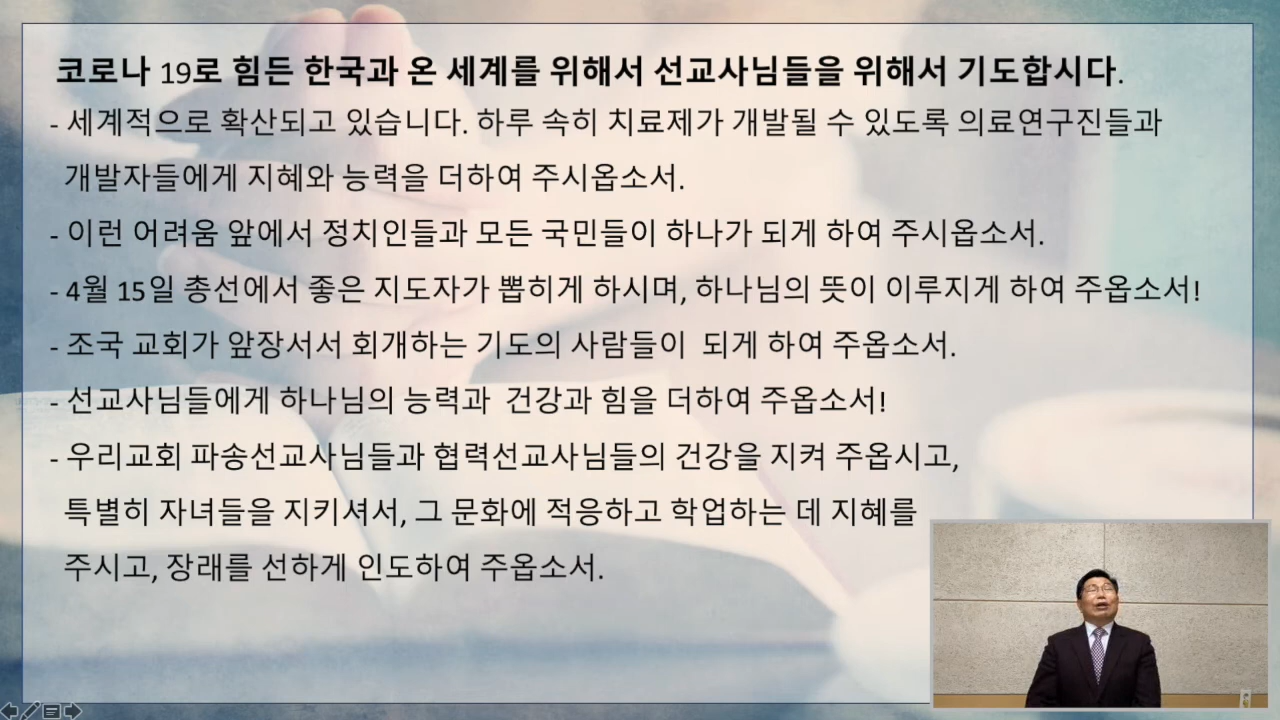 코로나 19로 힘든 한국과 온 세계를 위해서 선교사님들을 위해서 기도합시다.
- 세계적으로 확산되고 있습니다. 하루 속히 치료제가 개발될 수 있도록 의료연구진들과
개발자들에게 지혜와 능력을 더하여 주시옵소서.
- 이런 어려움 앞에서 정치인들과 모든 국민들이 하나가 되게 하여 주시옵소서.
- 4월 15일 총선에서 좋은 지도자가 뽑히게 하시며, 하나님의 뜻이 이루지게 하여 주옵소서!
- 조국 교회가 앞장서서 회개하는 기도의 사람들이 되게 하여 주옵소서.
- 선교사님들에게 하나님의 능력과 건강과 힘을 더하여 주옵소서!
- 우리교회 파송선교사님들과 협력선교사님들의 건강을 지켜 주옵시고,
특별히 자녀들을 지키셔서, 그 문화에 적응하고 학업하는 데 지혜를
주시고, 장래를 선하게 인도하여 주옵소서.